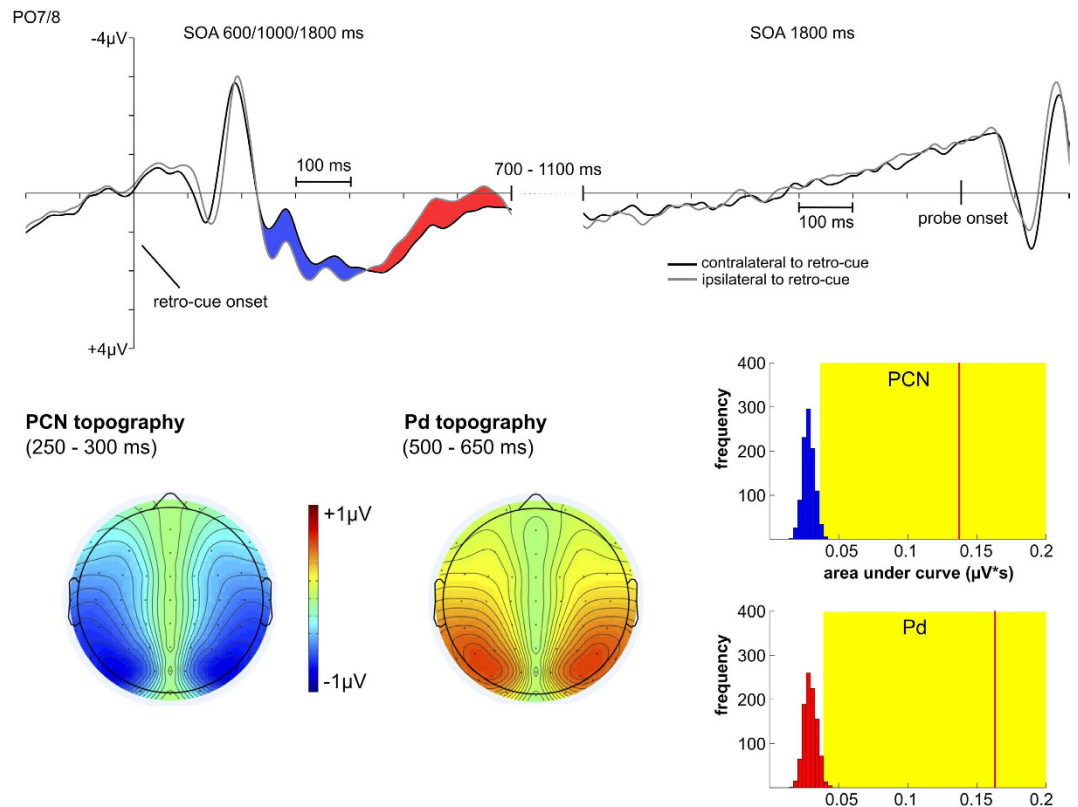 PO7/8
-4µV
SOA 600/1000/1800 ms
SOA 1800 ms
100 ms
700 - 1100 ms
100 ms
probe onset
retro-cue onset
contralateral to retro-cue
ipsilateral to retro-cue
+4µV
PCN topography
(250 - 300 ms)
Pd topography
(500 - 650 ms)
+1µV
-1µV
PCN
frequency
400
300
200
100
0.05
0.1
0.15
0.2
area under curve (µV*s)
Pd
frequency
400
300
200
100
0.05
0.1
0.15
0.2